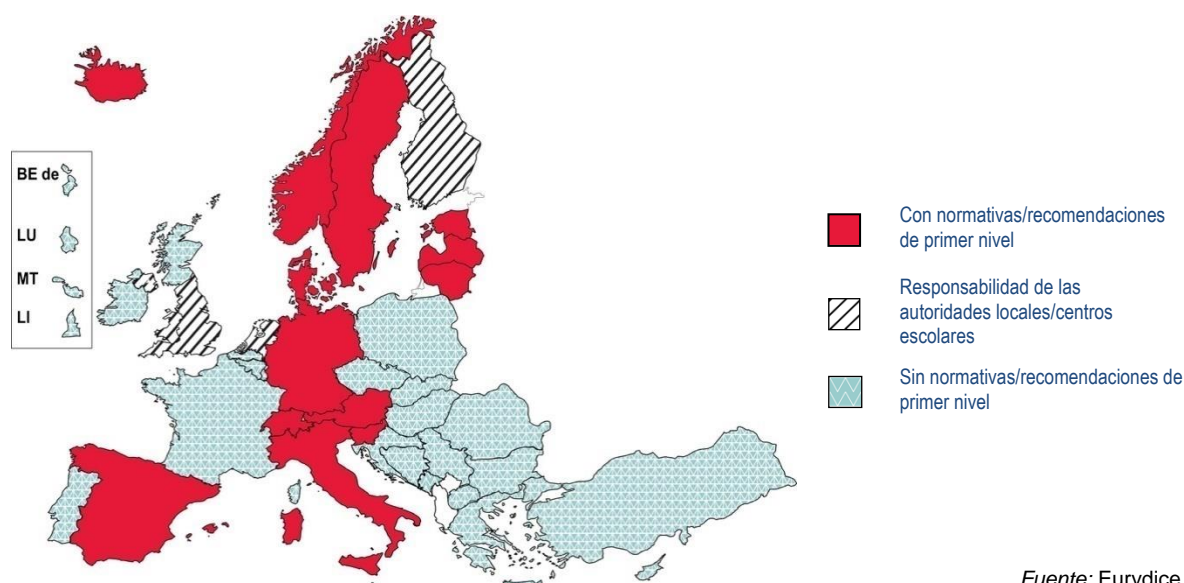 BE de
LU
MT
LI
Con normativas/recomendaciones
de primer nivel
Responsabilidad de las
autoridades locales/centros
escolares
Sin normativas/recomendaciones de
primer nivel
Fuente: Eurydice